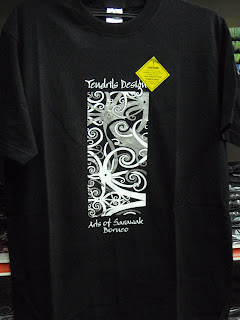 Tendrils Design
Arts of Sarawak
Borneo